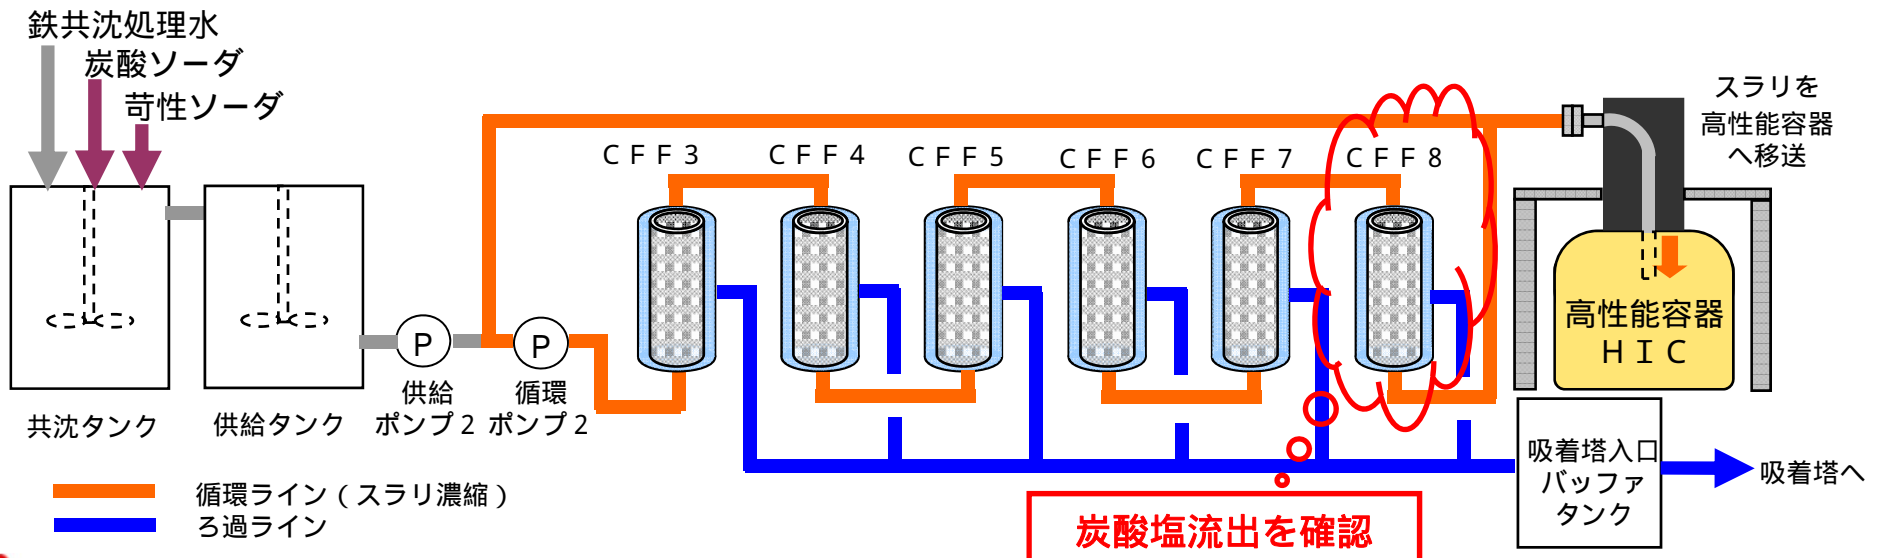 鉄共沈処理水
炭酸ソーダ
苛性ソーダ
スラリを
高性能容器
へ移送
ＣＦＦ３
ＣＦＦ４
ＣＦＦ５
ＣＦＦ６
ＣＦＦ７
ＣＦＦ８
高性能容器
ＨＩＣ
P
P
共沈タンク
供給タンク
供給
ポンプ２
循環
ポンプ２
吸着塔入口
バッファ
タンク
吸着塔へ
循環ライン（スラリ濃縮）
ろ過ライン
炭酸塩流出を確認